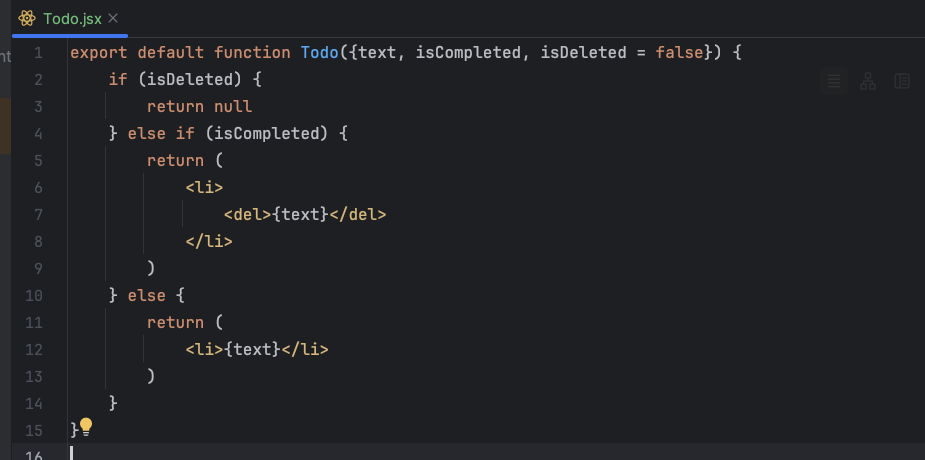 nt
Todo.jsx
1 export default function Todo({text, isCompleted, isDeleted = false}) {
2     if (isDeleted) {
3         return null
4     } else if (isCompleted) {
5         return (
6             <li>
7                 <del>{text}</del>
8             </li>
9         )
10     } else {
11         return (
12             <li>{text}</li>
13         )
14     }
15 }
16